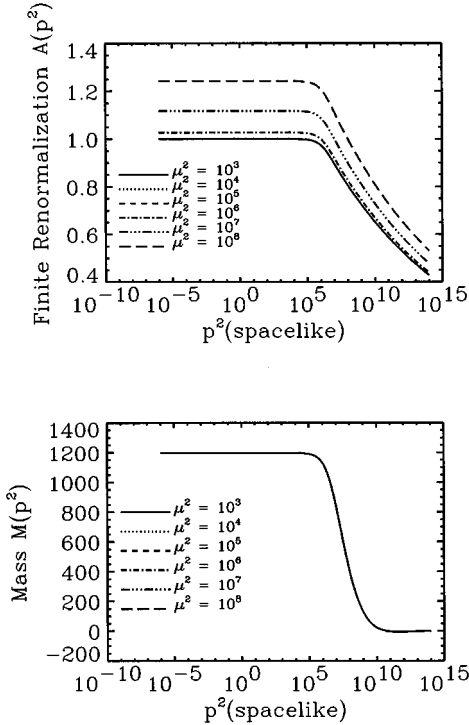 Finite Renormalization A(p²)
1.4
1.2
1.0
0.8
0.6
0.4
μ² = 10³
μ² = 10⁴
μ² = 10⁵
μ² = 10⁶
μ² = 10⁷
μ² = 10⁸
10⁻¹⁰ 10⁻⁵ 10⁰ 10⁵ 10¹⁰ 10¹⁵
p²(spacelike)
Mass M(p²)
1400
1200
1000
800
600
400
200
0
-200
μ² = 10³
μ² = 10⁴
μ² = 10⁵
μ² = 10⁶
μ² = 10⁷
μ² = 10⁸
10⁻¹⁰ 10⁻⁵ 10⁰ 10⁵ 10¹⁰ 10¹⁵
p²(spacelike)